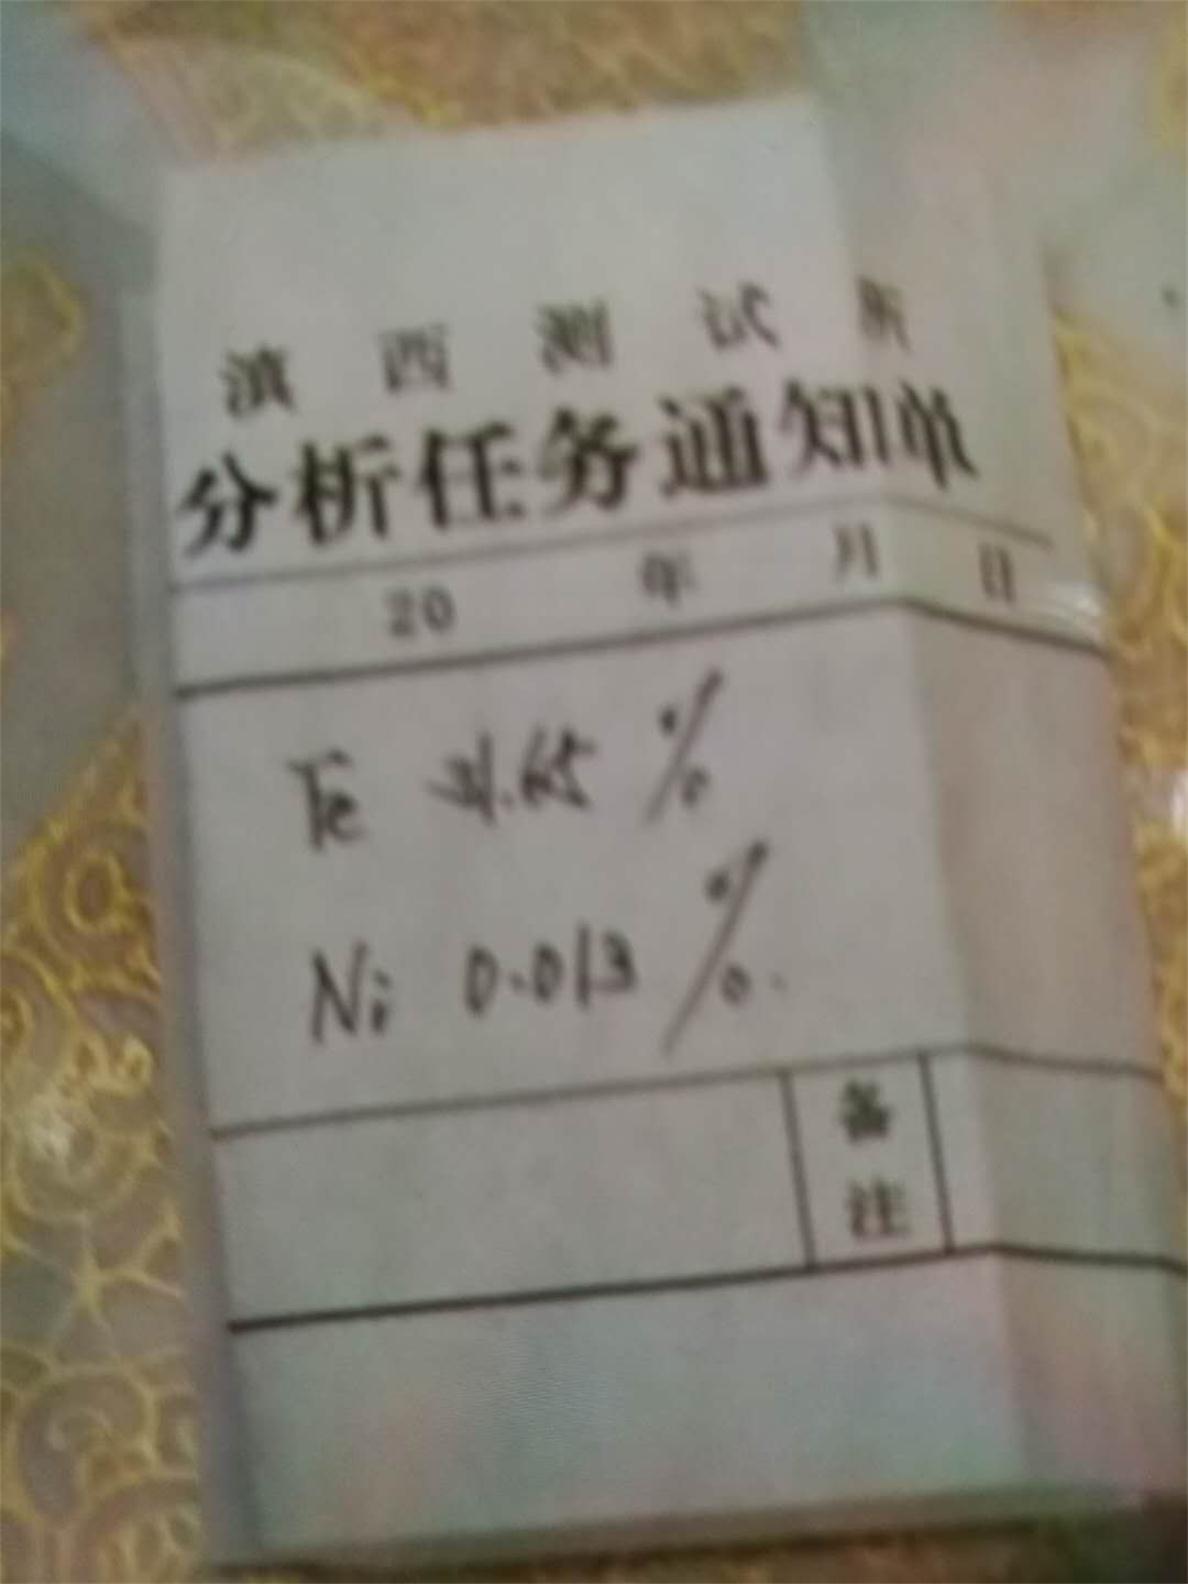 滇西测试所
分析任务通知单
20 年 月 日
Fe
Ni 0.013%.
备
注